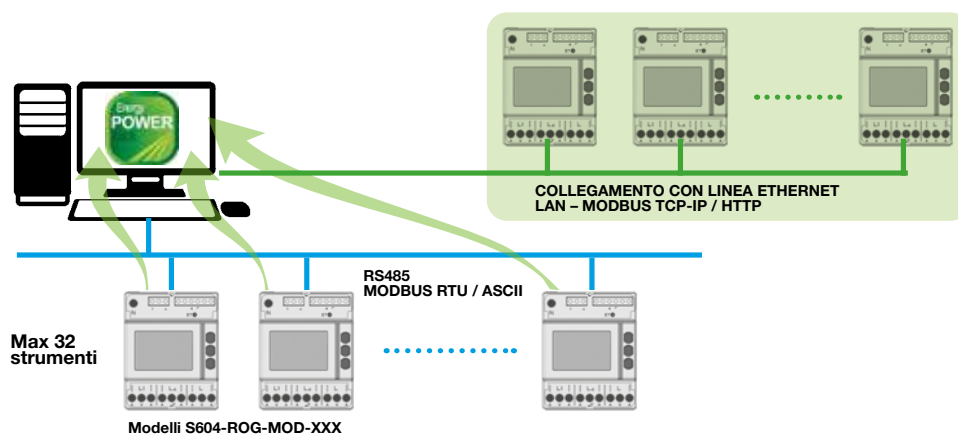 Energy
POWER
COLLEGAMENTO CON LINEA ETHERNET
LAN – MODBUS TCP-IP / HTTP
RS485
MODBUS RTU / ASCII
Max 32
strumenti
Modelli S604-ROG-MOD-XXX